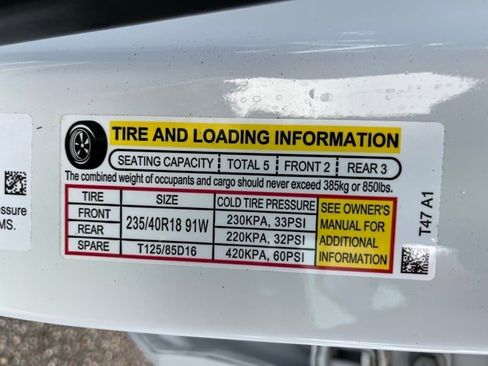 TIRE AND LOADING INFORMATION
SEATING CAPACITY TOTAL 5 FRONT 2 REAR 3
The combined weight of occupants and cargo should never exceed 385kg or 850lbs.
TIRE SIZE COLD TIRE PRESSURE
FRONT 235/40R18 91W 230KPA, 33PSI
REAR 220KPA, 32PSI
SPARE T125/85D16 420KPA, 60PSI
SEE OWNER'S
MANUAL FOR
ADDITIONAL
INFORMATION
T47 A1
essure
MS.